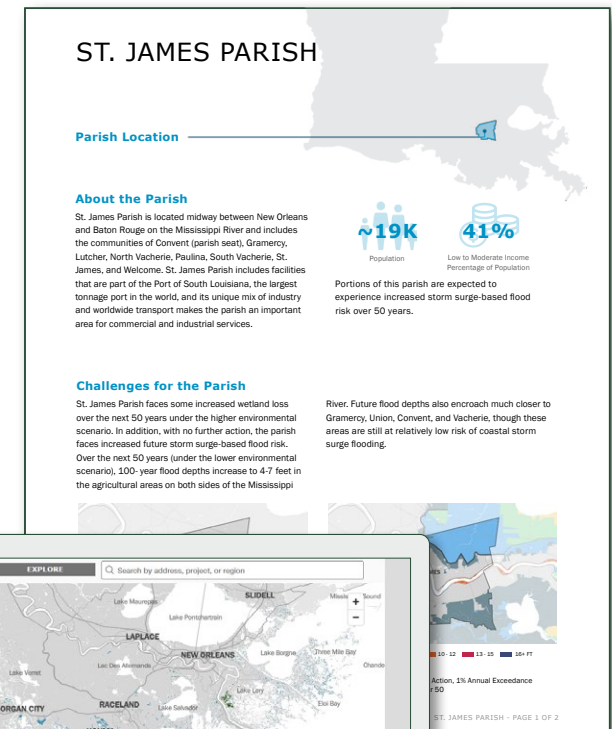 ST. JAMES PARISH
Parish Location
About the Parish
St. James Parish is located midway between New Orleans
and Baton Rouge on the Mississippi River and includes
the communities of Convent (parish seat), Gramercy,
Lutcher, North Vacherie, Paulina, South Vacherie, St.
James, and Welcome. St. James Parish includes facilities
that are part of the Port of South Louisiana, the largest
tonnage port in the world, and its unique mix of industry
and worldwide transport makes the parish an important
area for commercial and industrial services.
~19K
Population
41%
Low to Moderate Income
Percentage of Population
Portions of this parish are expected to
experience increased storm surge-based flood
risk over 50 years.
Challenges for the Parish
St. James Parish faces some increased wetland loss
over the next 50 years under the higher environmental
scenario. In addition, with no further action, the parish
faces increased future storm surge-based flood risk.
Over the next 50 years (under the lower environmental
scenario), 100- year flood depths increase to 4-7 feet in
the agricultural areas on both sides of the Mississippi
River. Future flood depths also encroach much closer to
Gramercy, Union, Convent, and Vacherie, though these
areas are still at relatively low risk of coastal storm
surge flooding.
10 - 12
13 - 15
16+ FT
Action, 1% Annual Exceedance
50
ST. JAMES PARISH - PAGE 1 OF 2
EXPLORE
Search by address, project, or region
Lake Maurepas
SLIDELL
Sound
+
Lake Pontchartrain
−
LAPLACE
NEW ORLEANS
Lake Borgne
Three Mile Bay
Lac Des Allemands
Chande
Lake Verret
Lake Lery
RACELAND
Lake Salvador
Eloi Bay
ORGAN CITY